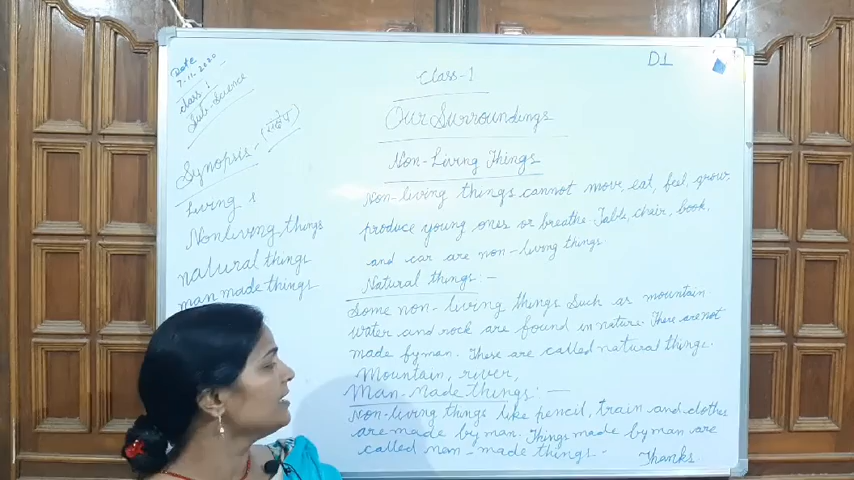 Date
7-12-2020
Class 1
Sub-Science
Synopsis-
Living &
Nonliving things
natural things
man made things
Class-1
D1
Our Surroundings
Non-Living Things
Non-living things cannot move, eat, feel, grow,
produce young ones or breathe. Table, chair, book,
and car are non-living things.
Natural things:-
Some non-living things such as mountain
water and rock are found in nature. These are not
made by man. These are called natural things.
Mountain, river,
Man-made things:-
Non-living things like pencil, train and clothes
are made by man. Things made by man are
called man-made things.
Thanks